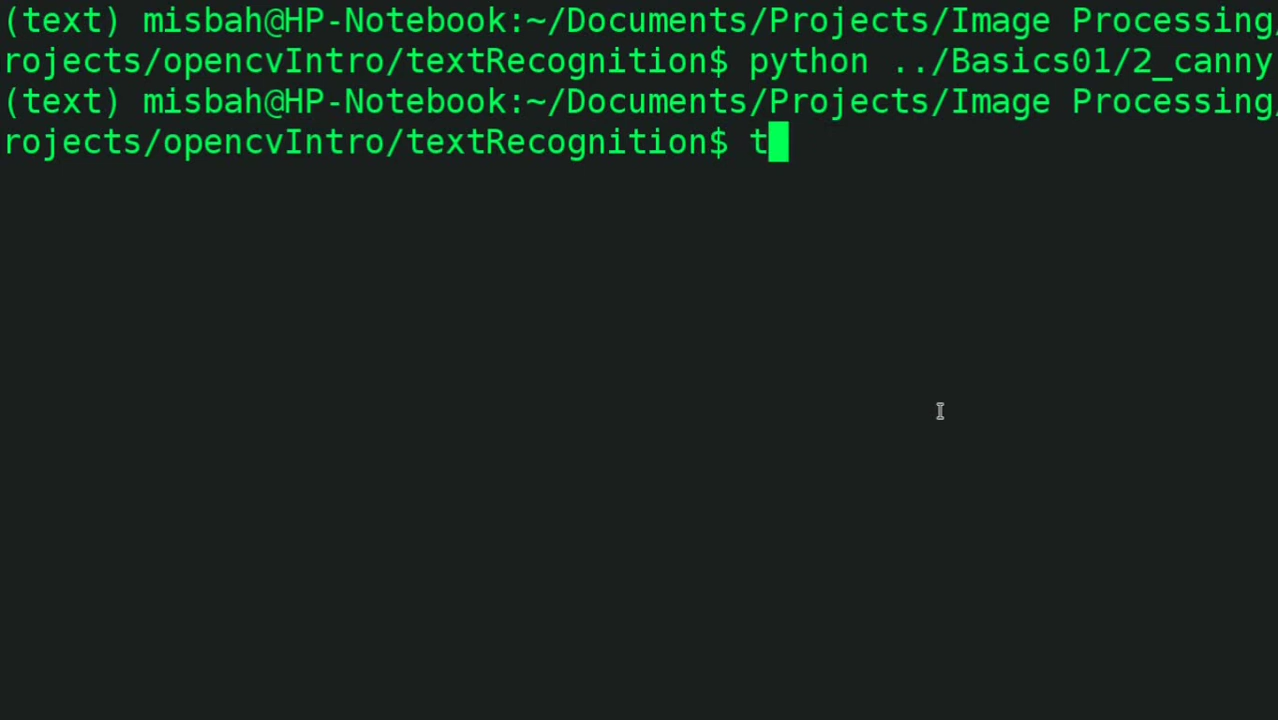 (text) misbah@HP-Notebook:~/Documents/Projects/Image Processing/
rojects/opencvIntro/textRecognition$ python ../Basics01/2_canny
(text) misbah@HP-Notebook:~/Documents/Projects/Image Processing/
rojects/opencvIntro/textRecognition$ t